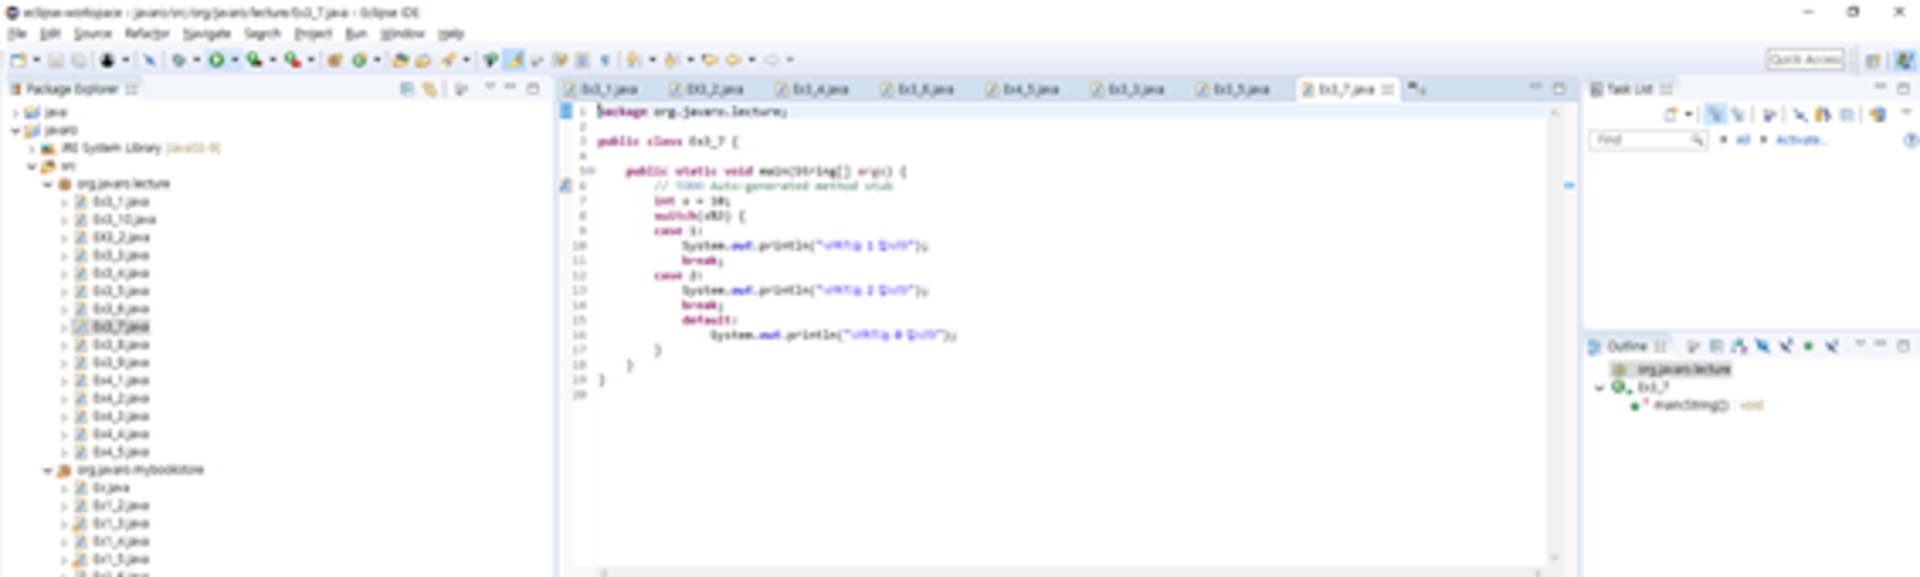 eclipse-workspace - javaro/src/org/javaro/lecture/Ex3_7.java - Eclipse IDE
File Edit Source Refactor Navigate Search Project Run Window Help
Quick Access
Package Explorer
java
javaro
JRE System Library
src
org.javaro.lecture
Ex3_1.java
Ex3_10.java
EX3_2.java
Ex3_3.java
Ex3_4.java
Ex3_5.java
Ex3_6.java
Ex3_7.java
Ex3_8.java
Ex3_9.java
Ex4_1.java
Ex4_2.java
Ex4_3.java
Ex4_4.java
Ex4_5.java
org.javaro.mybookstore
Ex.java
Ex1_2.java
Ex1_3.java
Ex1_4.java
Ex1_5.java
Ex3_1.java EX3_2.java Ex3_4.java Ex3_6.java Ex4_5.java Ex3_3.java Ex3_5.java Ex3_7.java
1 package org.javaro.lecture;
2
3 public class Ex3_7 {
4
5 public static void main(String[] args) {
6 // TODO Auto-generated method stub
7 int a = 10;
8 switch( ) {
9 case 1:
10 System.out.println(" 1 ");
11 break;
12 case 2:
13 System.out.println(" 2 ");
14 break;
15 default:
16 System.out.println(" 0 ");
17 }
18 }
19 }
20
Task List
Find All Activate...
Outline
org.javaro.lecture
Ex3_7
main(String[]) : void